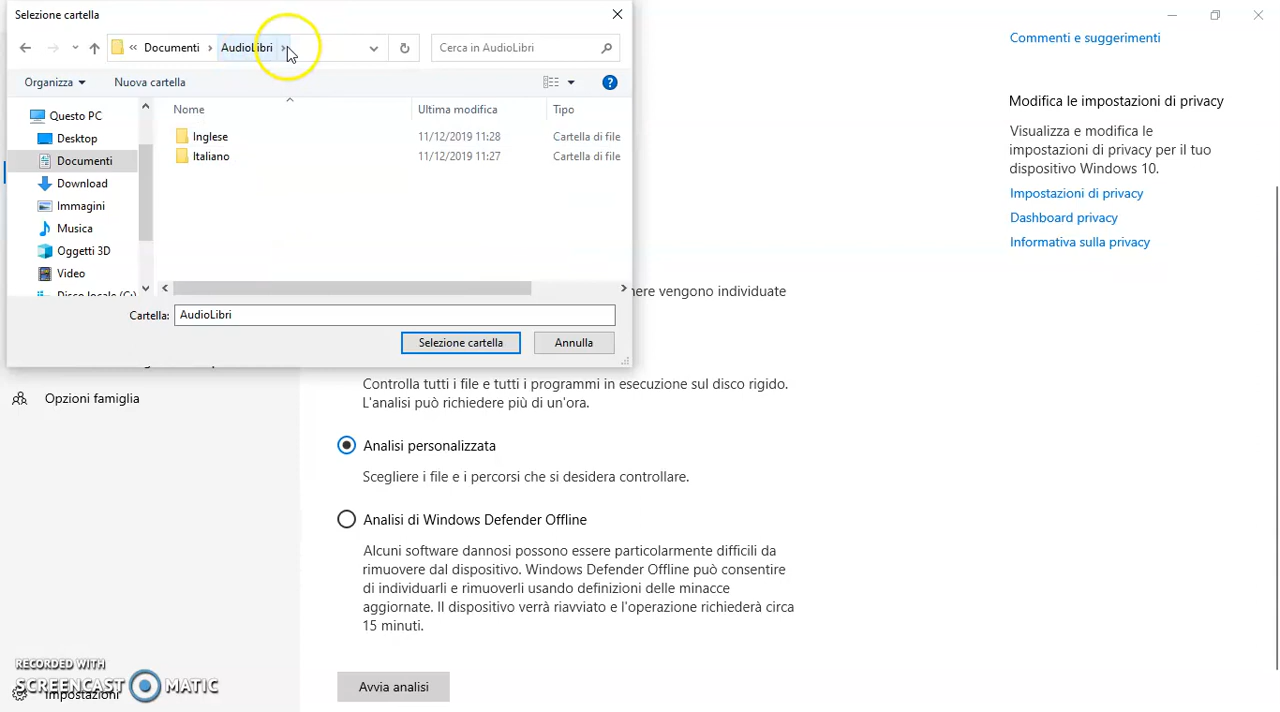 Selezione cartella
« Documenti › AudioLibri ›
Cerca in AudioLibri
Organizza
Nuova cartella
Questo PC
Desktop
Documenti
Download
Immagini
Musica
Oggetti 3D
Video
Disco locale (C:)
Nome
Ultima modifica
Tipo
Inglese
11/12/2019 11:28
Cartella di file
Italiano
11/12/2019 11:27
Cartella di file
Cartella:
AudioLibri
Selezione cartella
Annulla
Commenti e suggerimenti
Modifica le impostazioni di privacy
Visualizza e modifica le
impostazioni di privacy per il tuo
dispositivo Windows 10.
Impostazioni di privacy
Dashboard privacy
Informativa sulla privacy
vengono individuate
Opzioni famiglia
Controlla tutti i file e tutti i programmi in esecuzione sul disco rigido.
L'analisi può richiedere più di un'ora.
Analisi personalizzata
Scegliere i file e i percorsi che si desidera controllare.
Analisi di Windows Defender Offline
Alcuni software dannosi possono essere particolarmente difficili da
rimuovere dal dispositivo. Windows Defender Offline può consentire
di individuarli e rimuoverli usando definizioni delle minacce
aggiornate. Il dispositivo verrà riavviato e l'operazione richiederà circa
15 minuti.
Avvia analisi
RECORDED WITH
SCREENCAST MATIC
Impostazioni